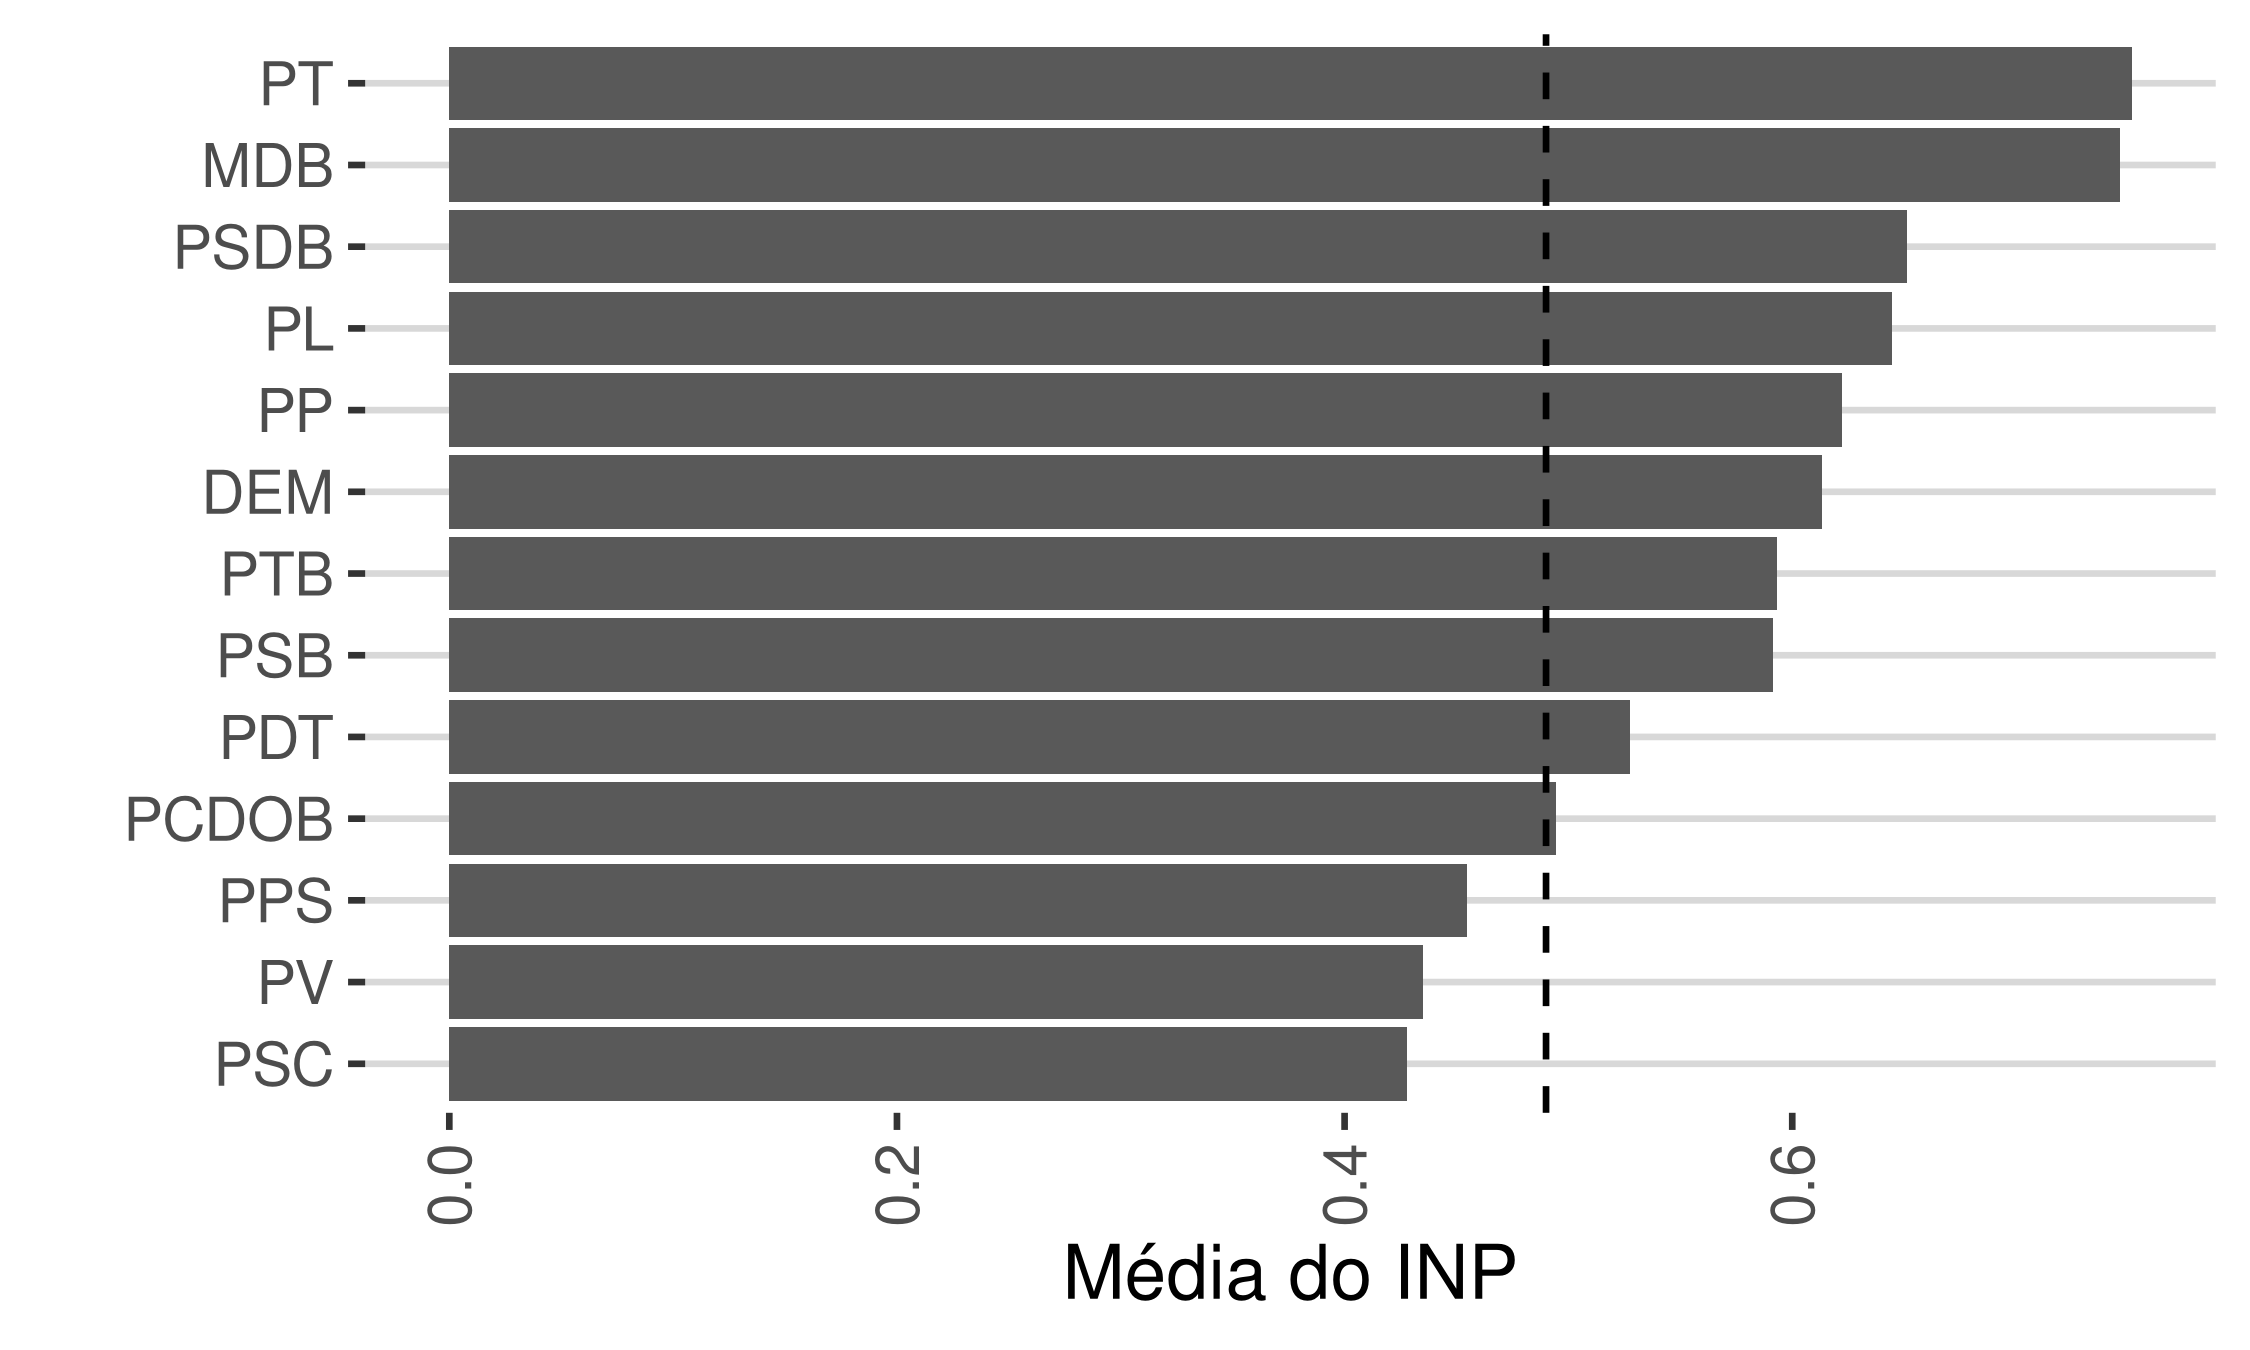 PT
MDB
PSDB
PL
PP
DEM
PTB
PSB
PDT
PCDOB
PPS
PV
PSC
0.0 0.2 0.4 0.6
Média do INP